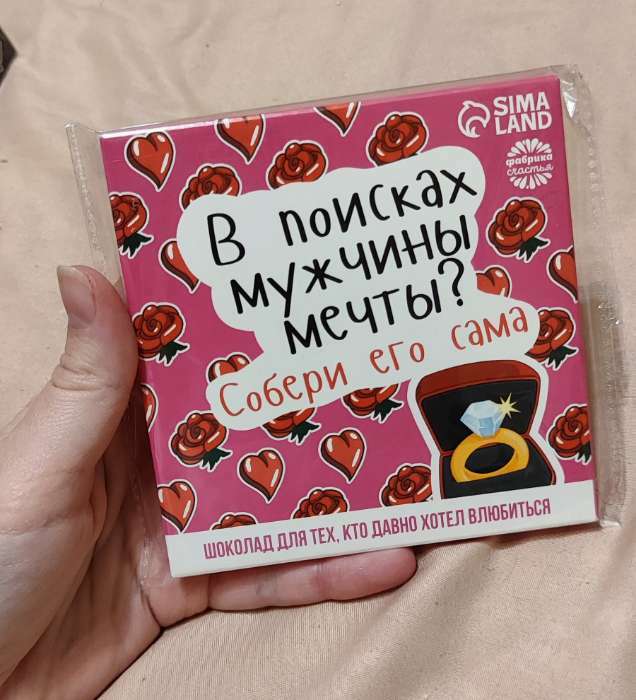 SIMA
LAND
фабрика
счастья
В поисках
мужчины
мечты?
Собери его сама
ШОКОЛАД ДЛЯ ТЕХ, КТО ДАВНО ХОТЕЛ ВЛЮБИТЬСЯ